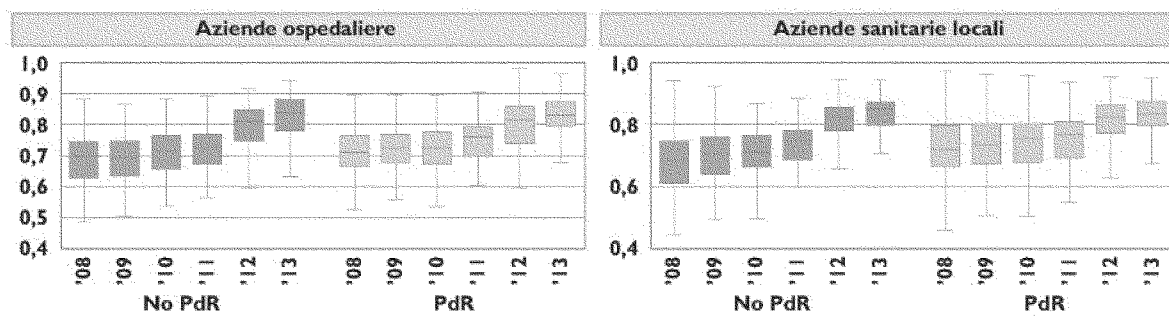 Aziende ospedaliere
1,0
0,9
0,8
0,7
0,6
0,5
0,4
'08 '09 '10 '11 '12 '13 '08 '09 '10 '11 '12 '13
No PdR PdR
Aziende sanitarie locali
1,0
0,8
0,6
0,4
'08 '09 '10 '11 '12 '13 '08 '09 '10 '11 '12 '13
No PdR PdR